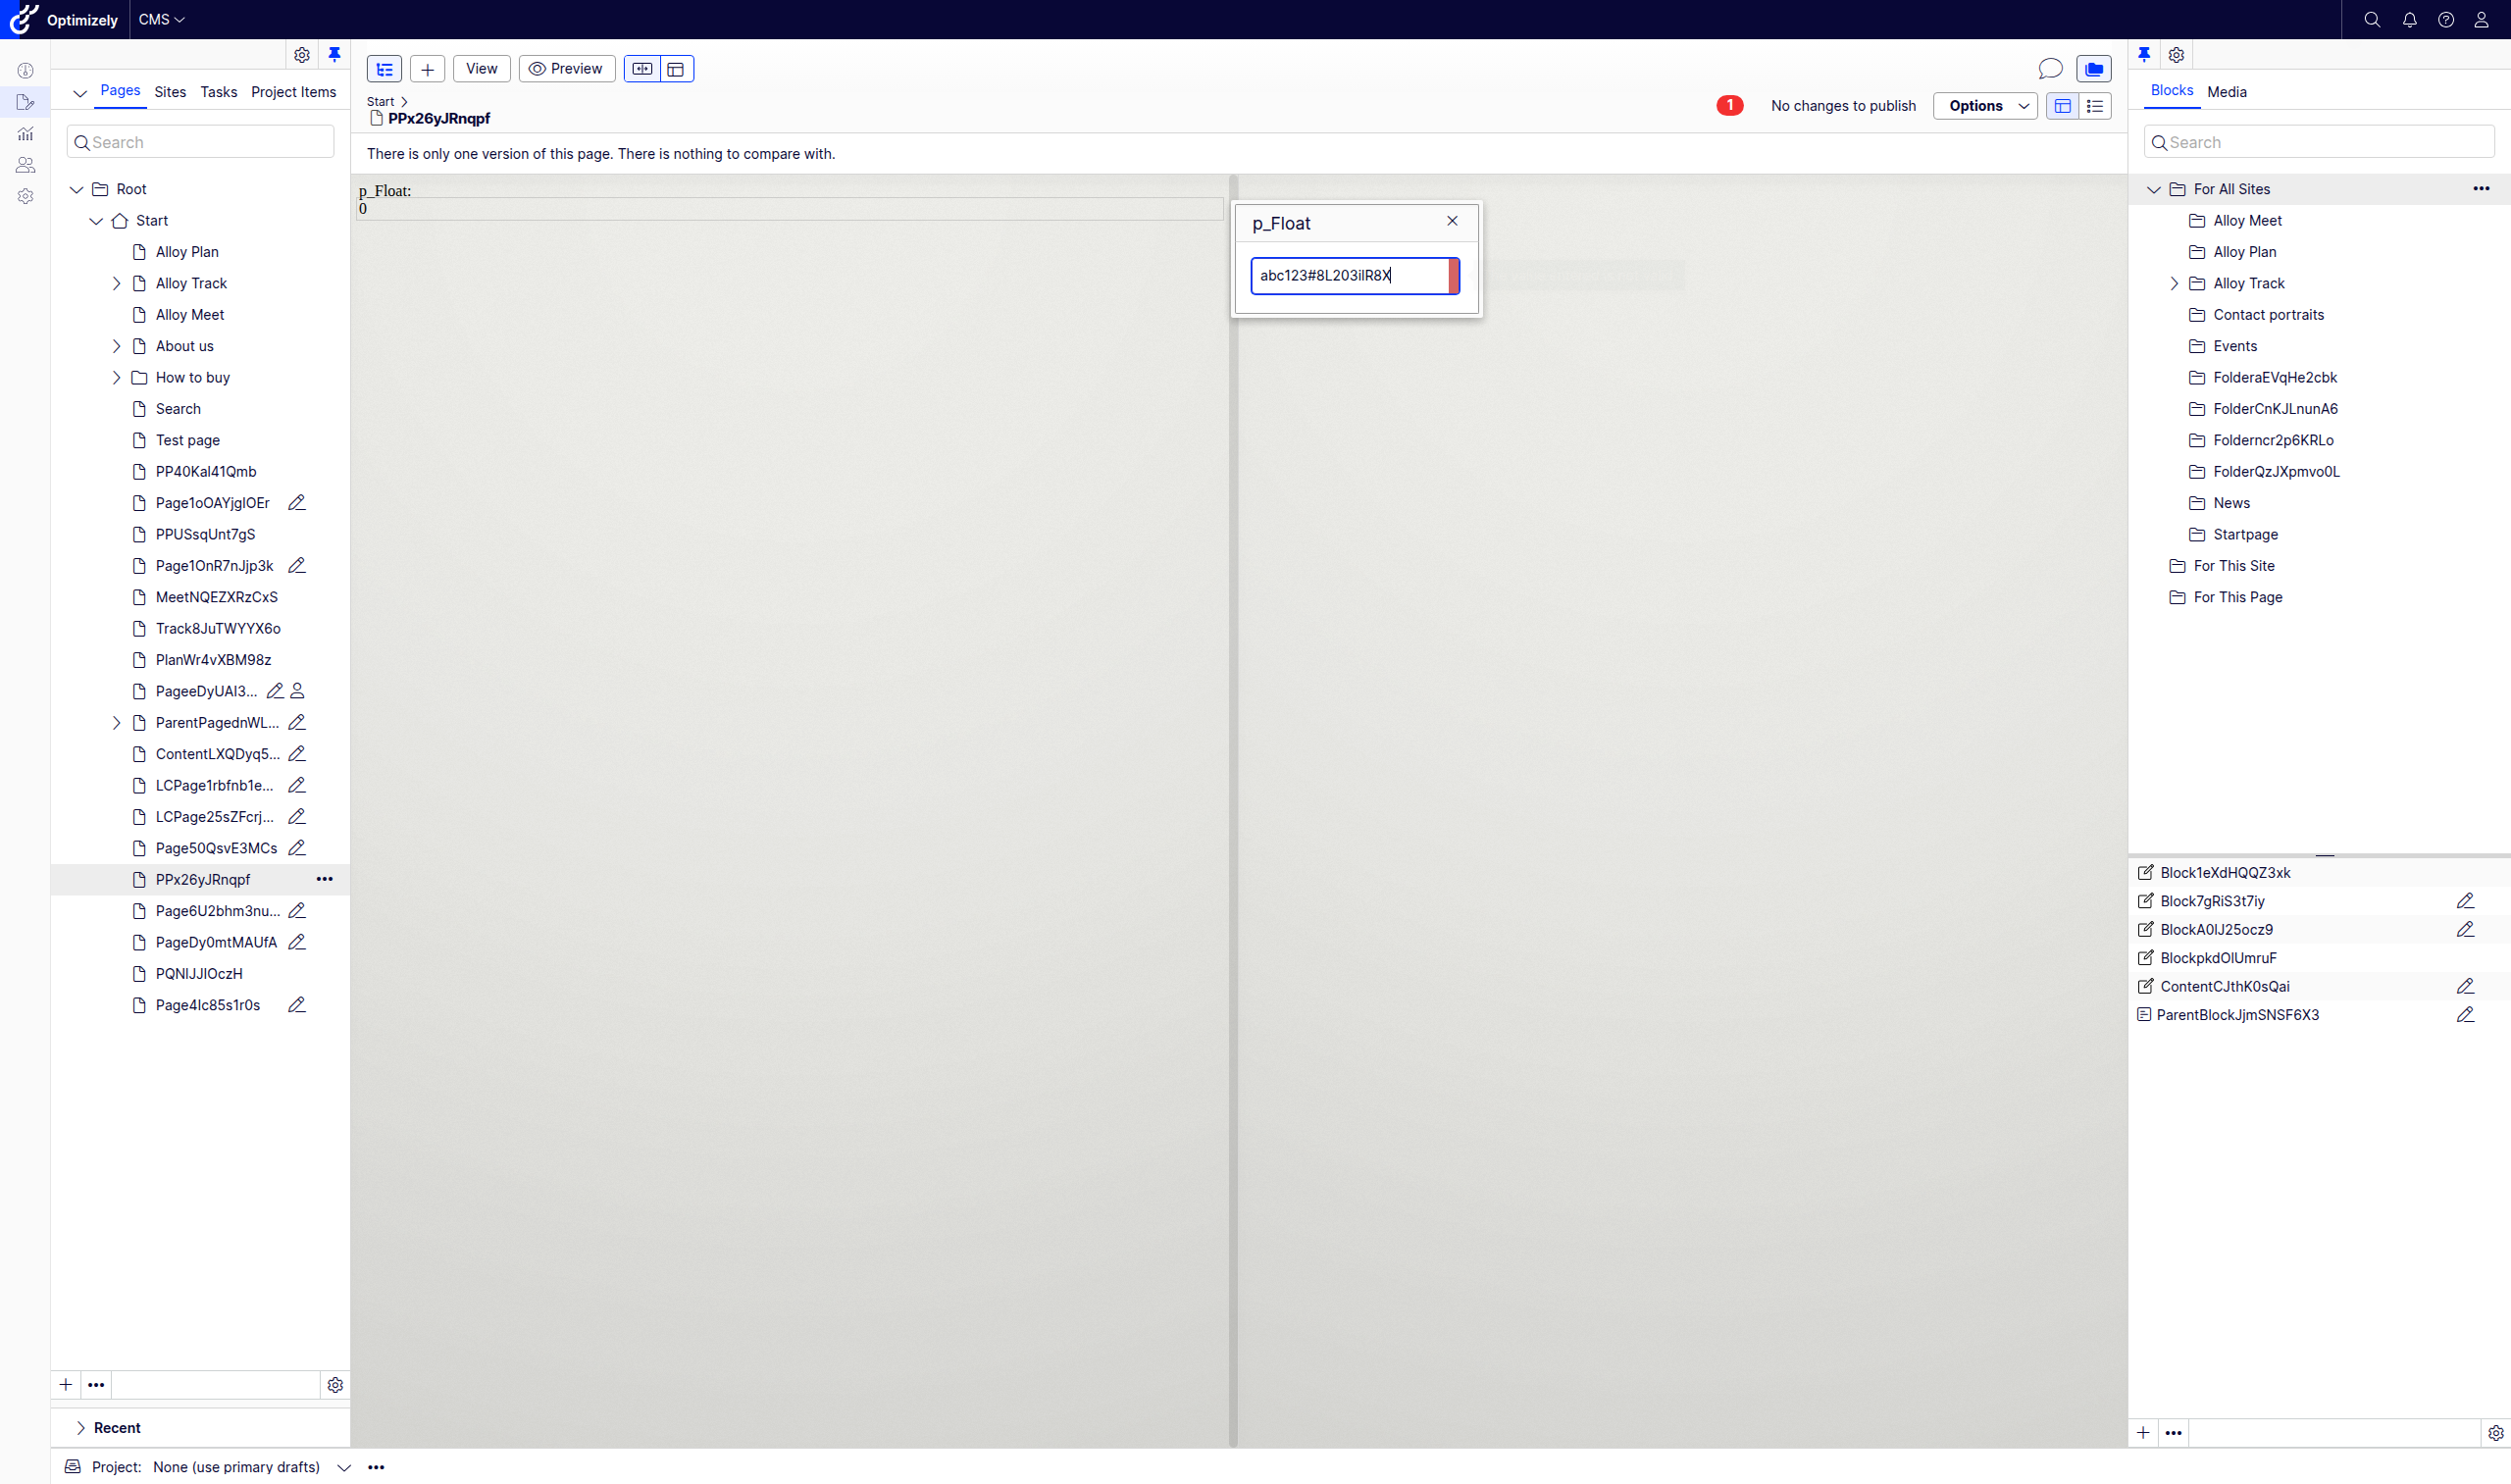 Optimizely
CMS
Pages Sites Tasks Project Items
Search
Root
Start
Alloy Plan
Alloy Track
Alloy Meet
About us
How to buy
Search
Test page
PP40Kal41Qmb
Page1oOAYjglOEr
PPUSsqUnt7gS
Page1OnR7nJjp3k
MeetNQEZXRzCxS
Track8JuTWYYX6o
PlanWr4vXBM98z
PageeDyUAI3...
ParentPagednWL...
ContentLXQDyq5...
LCPage1rbfnb1e...
LCPage25sZFcrj...
Page50QsvE3MCs
PPx26yJRnqpf
Page6U2bhm3nu...
PageDy0mtMAUfA
PQNlJJlOczH
Page4Ic85s1r0s
Recent
Project: None (use primary drafts)
View Preview
Start
PPx26yJRnqpf
1 No changes to publish Options
There is only one version of this page. There is nothing to compare with.
p_Float:
0
p_Float
abc123#8L203ilR8X
Blocks Media
Search
For All Sites
Alloy Meet
Alloy Plan
Alloy Track
Contact portraits
Events
FolderaEVqHe2cbk
FolderCnKJLnunA6
Folderncr2p6KRLo
FolderQzJXpmvo0L
News
Startpage
For This Site
For This Page
Block1eXdHQQZ3xk
Block7gRiS3t7iy
BlockA0lJ25ocz9
BlockpkdOlUmruF
ContentCJthK0sQai
ParentBlockJjmSNSF6X3